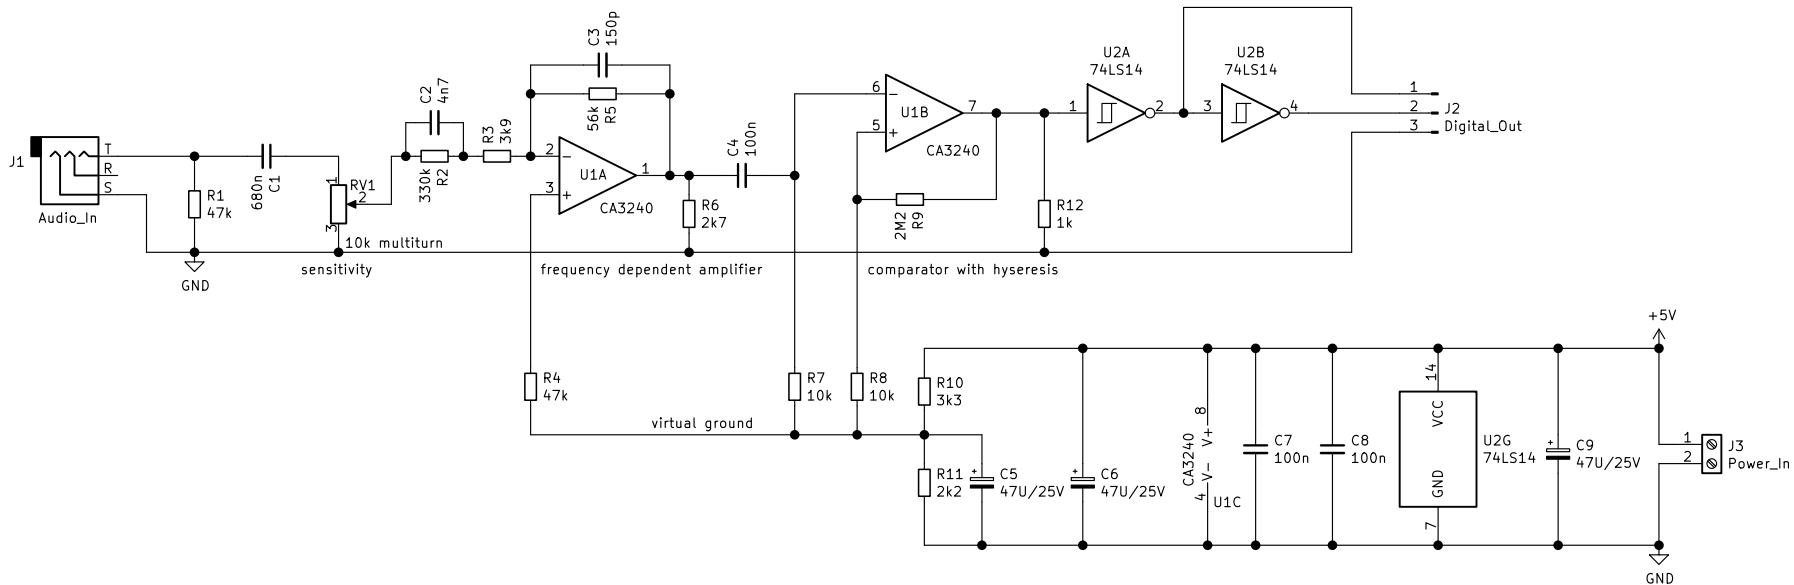 C3
150p
U2A
74LS14
U2B
74LS14
C2
4n7
R3
3k9
56k
R5
C4
100n
6
5
7
U1B
CA3240
1
2
3
4
1
2
3
J2
Digital_Out
J1
T
R
S
Audio_In
R1
47k
680n
C1
1
RV1
2
3
10k multiturn
330k
R2
2
3
1
U1A
CA3240
R6
2k7
2M2
R9
R12
1k
GND
sensitivity
frequency dependent amplifier
comparator with hyseresis
+5V
R4
47k
R7
10k
R8
10k
R10
3k3
virtual ground
R11
2k2
C5
47U/25V
C6
47U/25V
CA3240
8
V+
V-
4
U1C
C7
100n
C8
100n
14
VCC
GND
7
U2G
74LS14
C9
47U/25V
1
2
J3
Power_In
GND